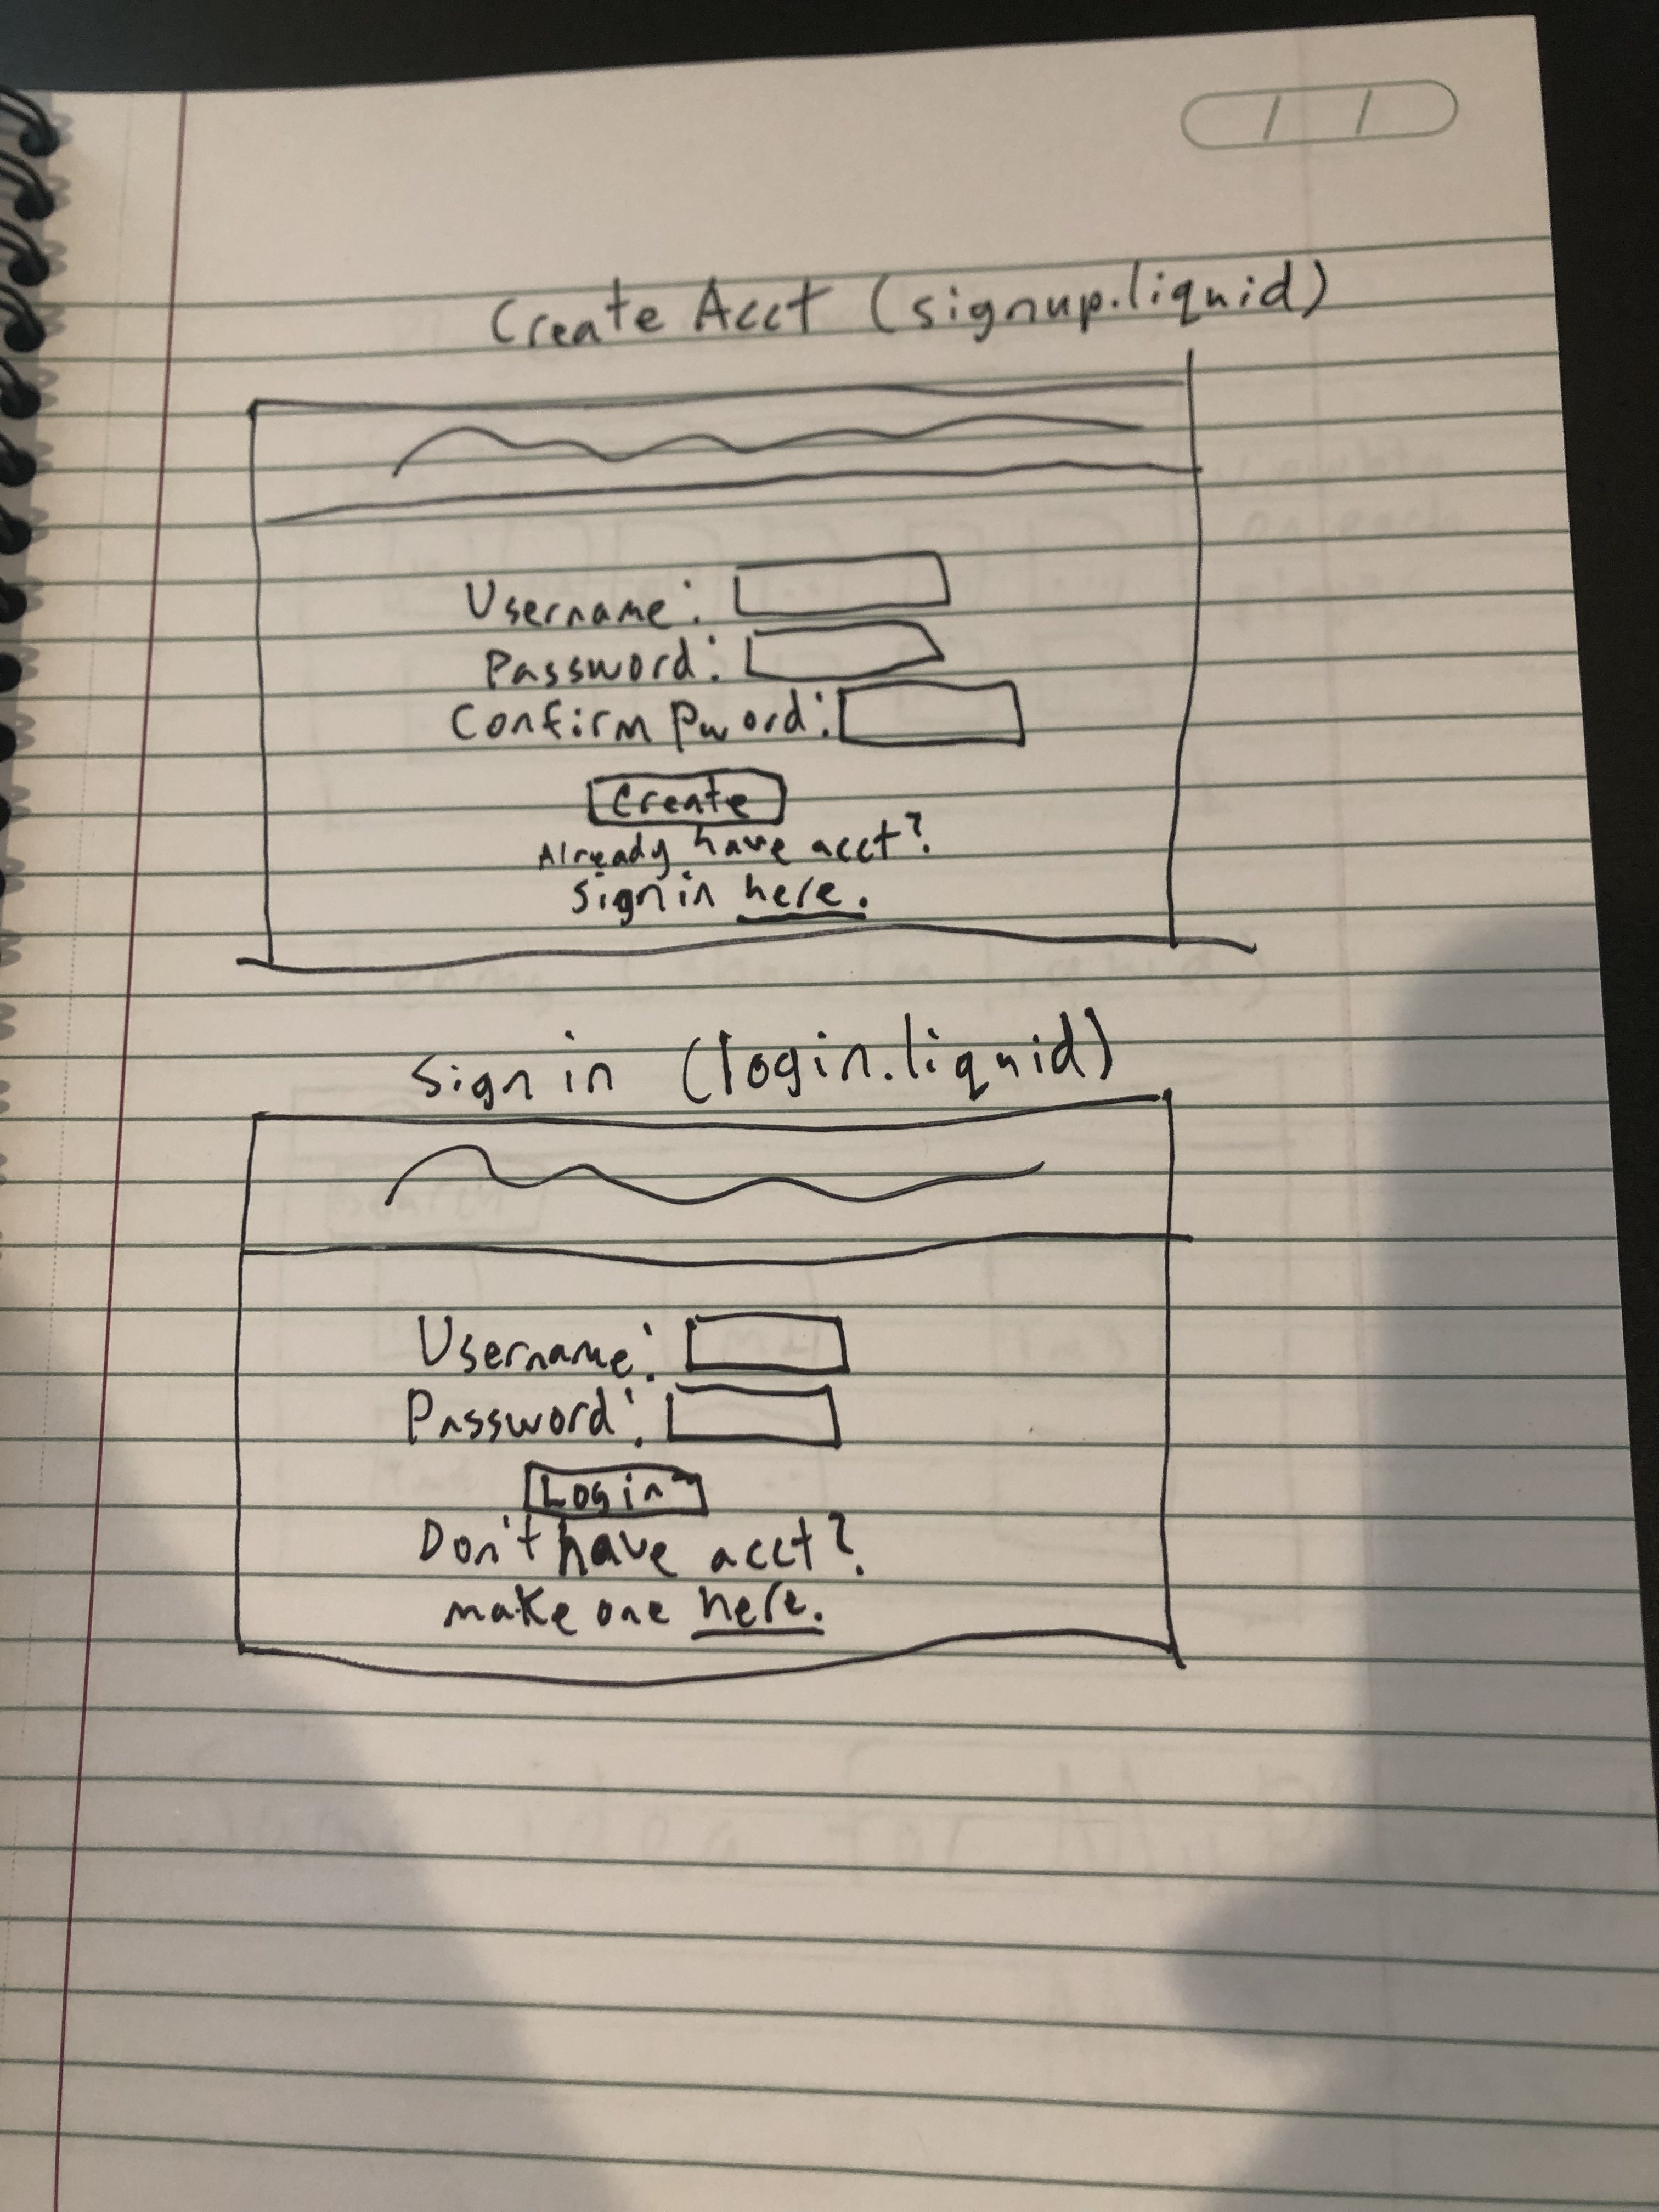 Create Acct (signup.liquid)
Username:
Password:
Confirm Pword:
Create
Already have acct?
Sign in here.
Sign in (login.liquid)
Username:
Password:
Login
Don't have acct?
make one here.